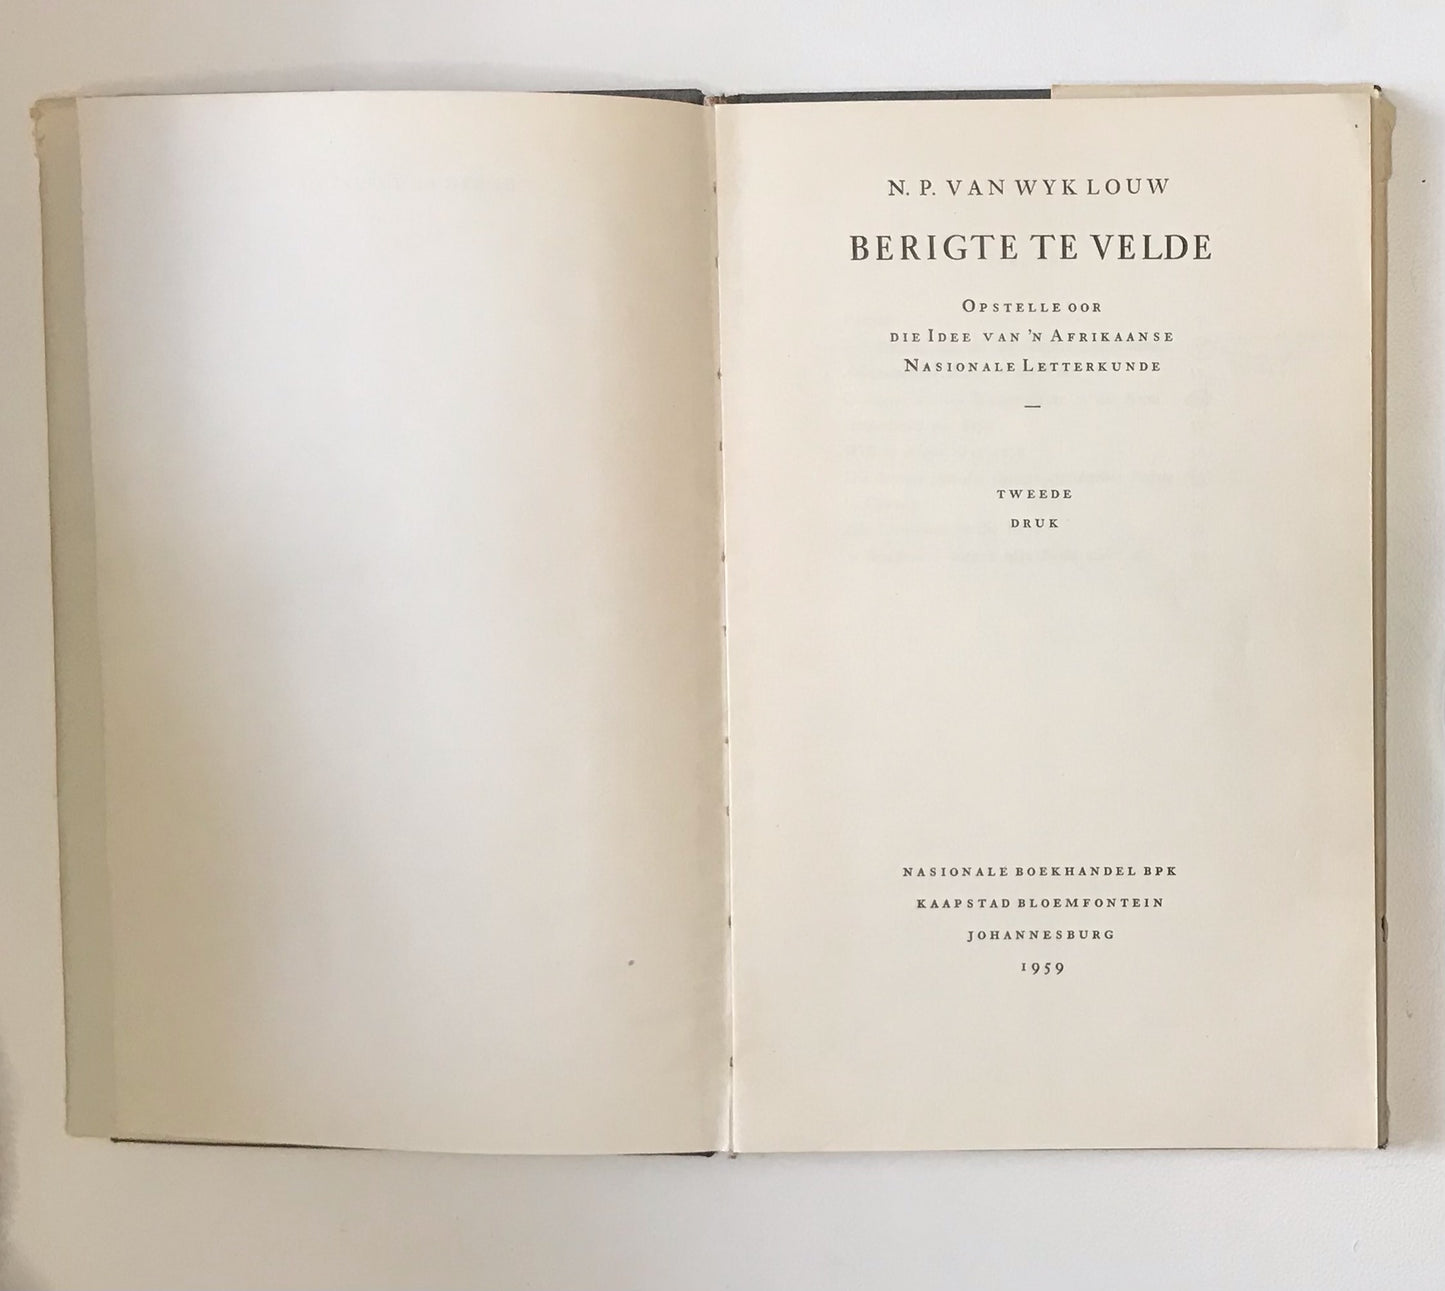 N. P. VAN WYK LOUW
BERIGTE TE VELDE
OPSTELLE OOR
DIE IDEE VAN 'N AFRIKAANSE
NASIONALE LETTERKUNDE
—
TWEEDE
DRUK
NASIONALE BOEKHANDEL BPK
KAAPSTAD BLOEMFONTEIN
JOHANNESBURG
1959